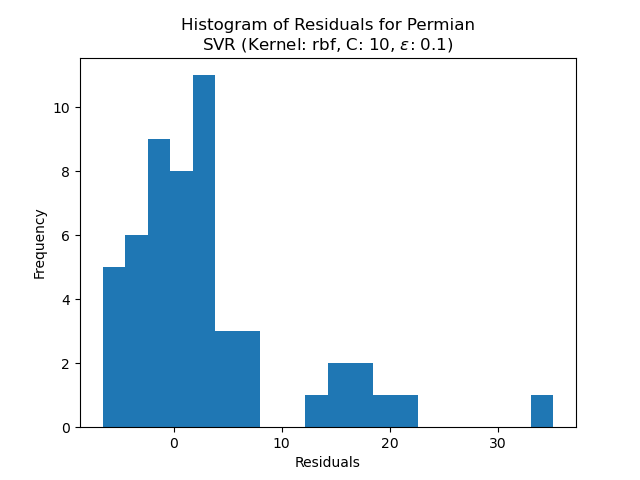 Histogram of Residuals for Permian
SVR (Kernel: rbf, C: 10, ε: 0.1)
10
8
6
4
2
0
Frequency
0 10 20 30
Residuals